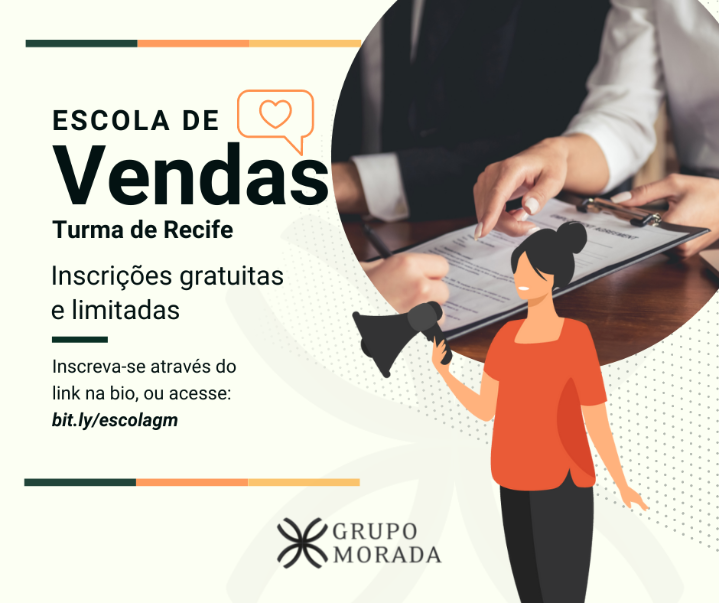 ESCOLA DE
Vendas
Turma de Recife
Inscrições gratuitas
e limitadas
Inscreva-se através do
link na bio, ou acesse:
bit.ly/escolagm
GRUPO
MORADA